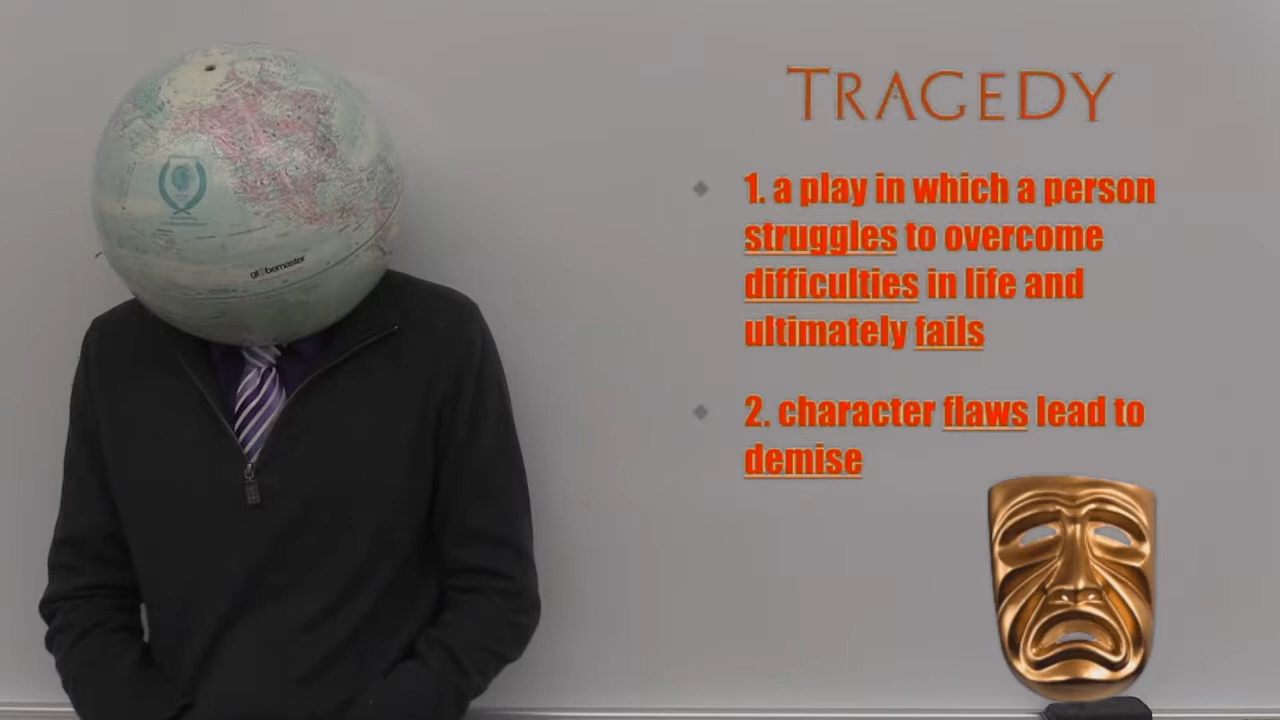 TRAGEDY
1. a play in which a person
struggles to overcome
difficulties in life and
ultimately fails
2. character flaws lead to
demise
globemaster